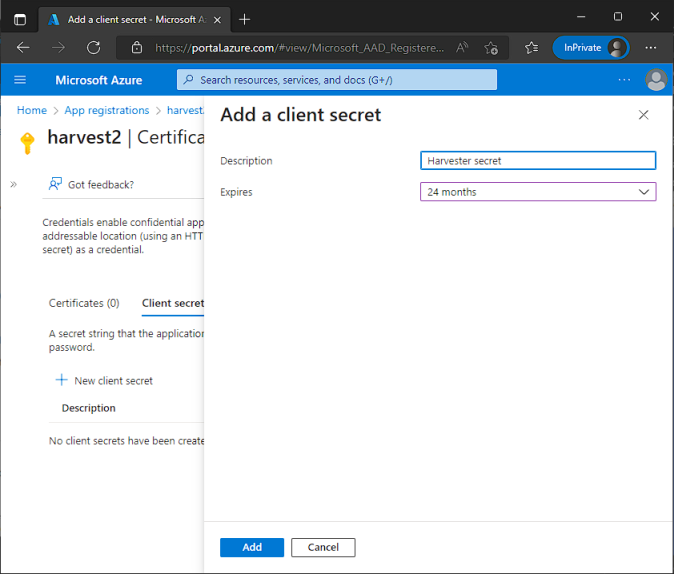 Add a client secret - Microsoft A
https://portal.azure.com/#view/Microsoft_AAD_Registere...
InPrivate
Microsoft Azure
Search resources, services, and docs (G+/)
Home > App registrations > harvest
harvest2 | Certifica
Got feedback?
Credentials enable confidential app
addressable location (using an HTT
secret) as a credential.
Certificates (0) Client secret
A secret string that the application
password.
New client secret
Description
No client secrets have been create
Add a client secret
Description Harvester secret
Expires 24 months
Add Cancel